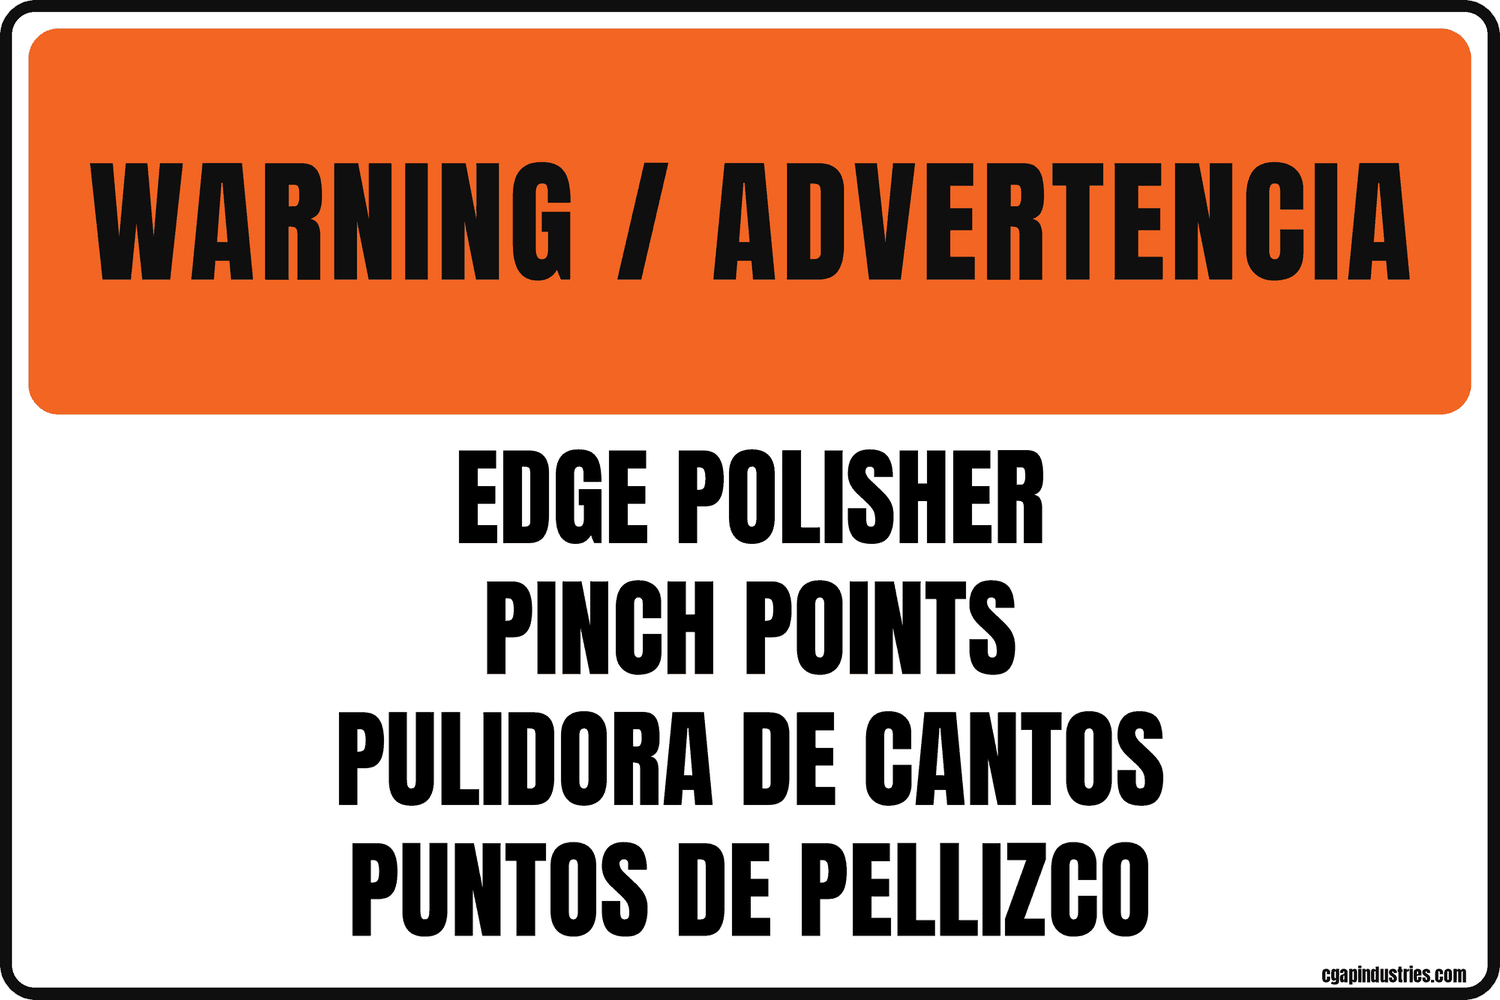 WARNING / ADVERTENCIA
EDGE POLISHER
PINCH POINTS
PULIDORA DE CANTOS
PUNTOS DE PELLIZCO
cgapindustries.com